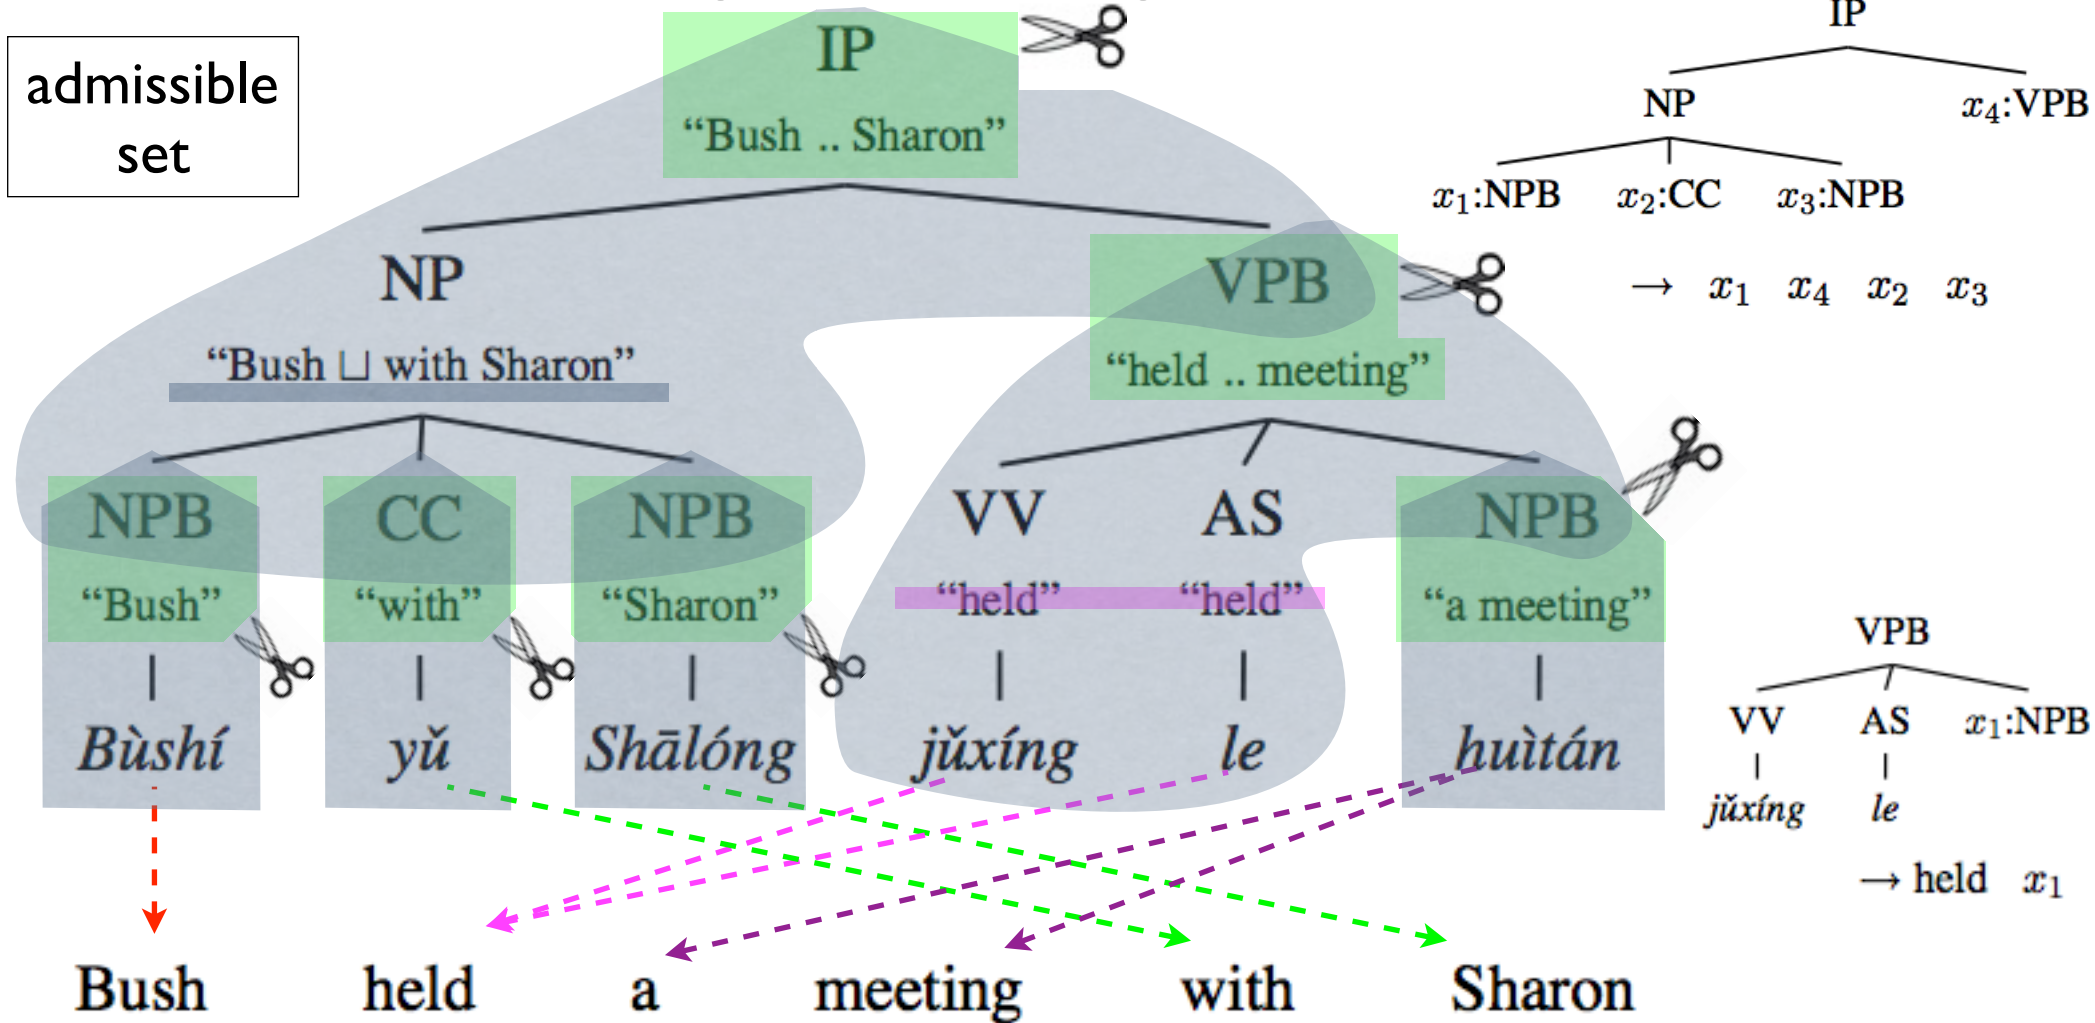 admissible
set
IP
"Bush .. Sharon"
NP
"Bush ⊔ with Sharon"
VPB
"held .. meeting"
NPB CC NPB VV AS NPB
"Bush" "with" "Sharon" "held" "held" "a meeting"
Bùshí yǔ Shālóng jǔxíng le huìtán
Bush held a meeting with Sharon
IP
NP x₄:VPB
x₁:NPB x₂:CC x₃:NPB
→ x₁ x₄ x₂ x₃
VPB
VV AS x₁:NPB
jǔxíng le
→ held x₁